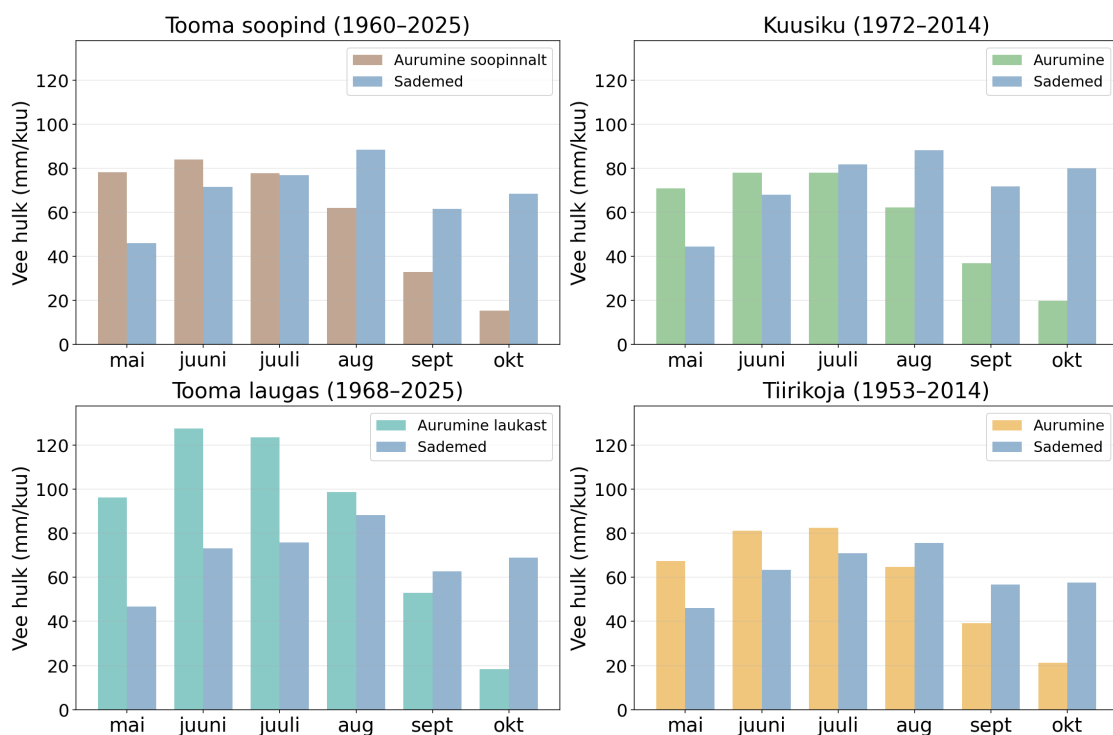 Tooma soopind (1960–2025)
Aurumine soopinnalt
Sademed
Vee hulk (mm/kuu)
120
100
80
60
40
20
0
mai juuni juuli aug sept okt
Kuusiku (1972–2014)
Aurumine
Sademed
Vee hulk (mm/kuu)
120
100
80
60
40
20
0
mai juuni juuli aug sept okt
Tooma laugas (1968–2025)
Aurumine laukast
Sademed
Vee hulk (mm/kuu)
120
100
80
60
40
20
0
mai juuni juuli aug sept okt
Tiirikoja (1953–2014)
Aurumine
Sademed
Vee hulk (mm/kuu)
120
100
80
60
40
20
0
mai juuni juuli aug sept okt